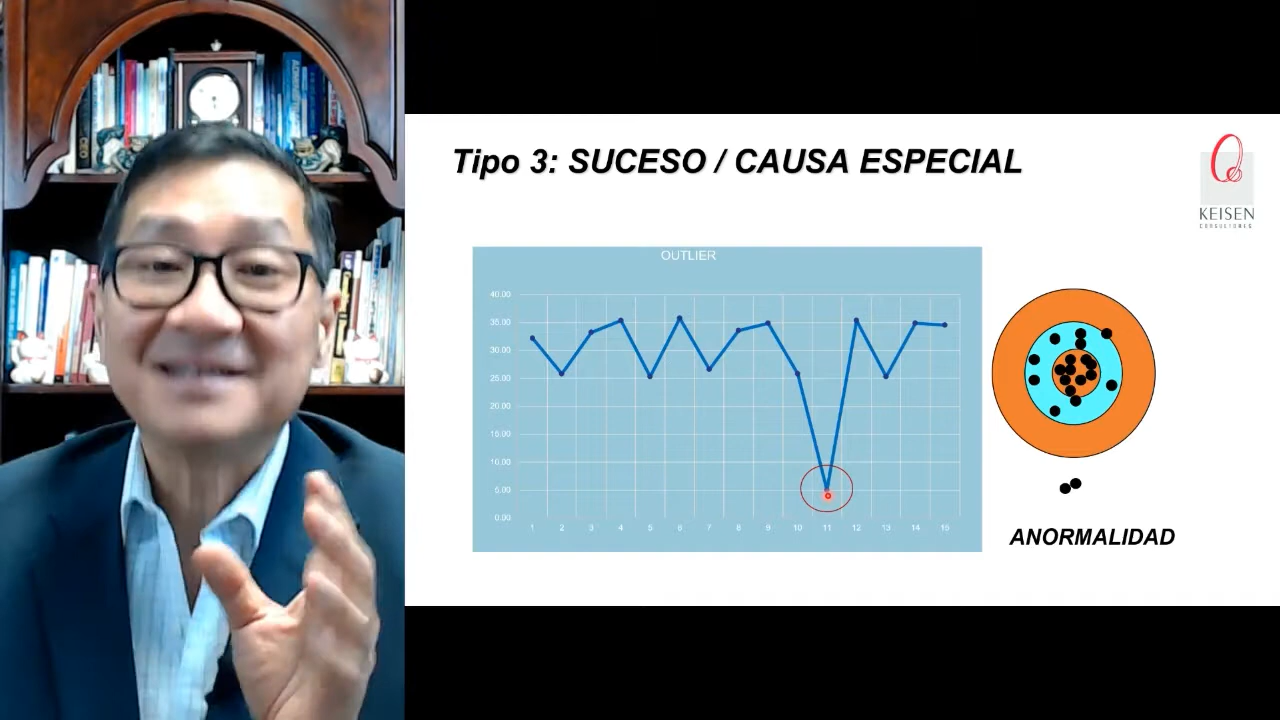 Tipo 3: SUCESO / CAUSA ESPECIAL
KEISEN
CONSULTORES
OUTLIER
40.00
35.00
30.00
25.00
20.00
15.00
10.00
5.00
0.00
1 2 3 4 5 6 7 8 9 10 11 12 13 14 15
ANORMALIDAD
CEO